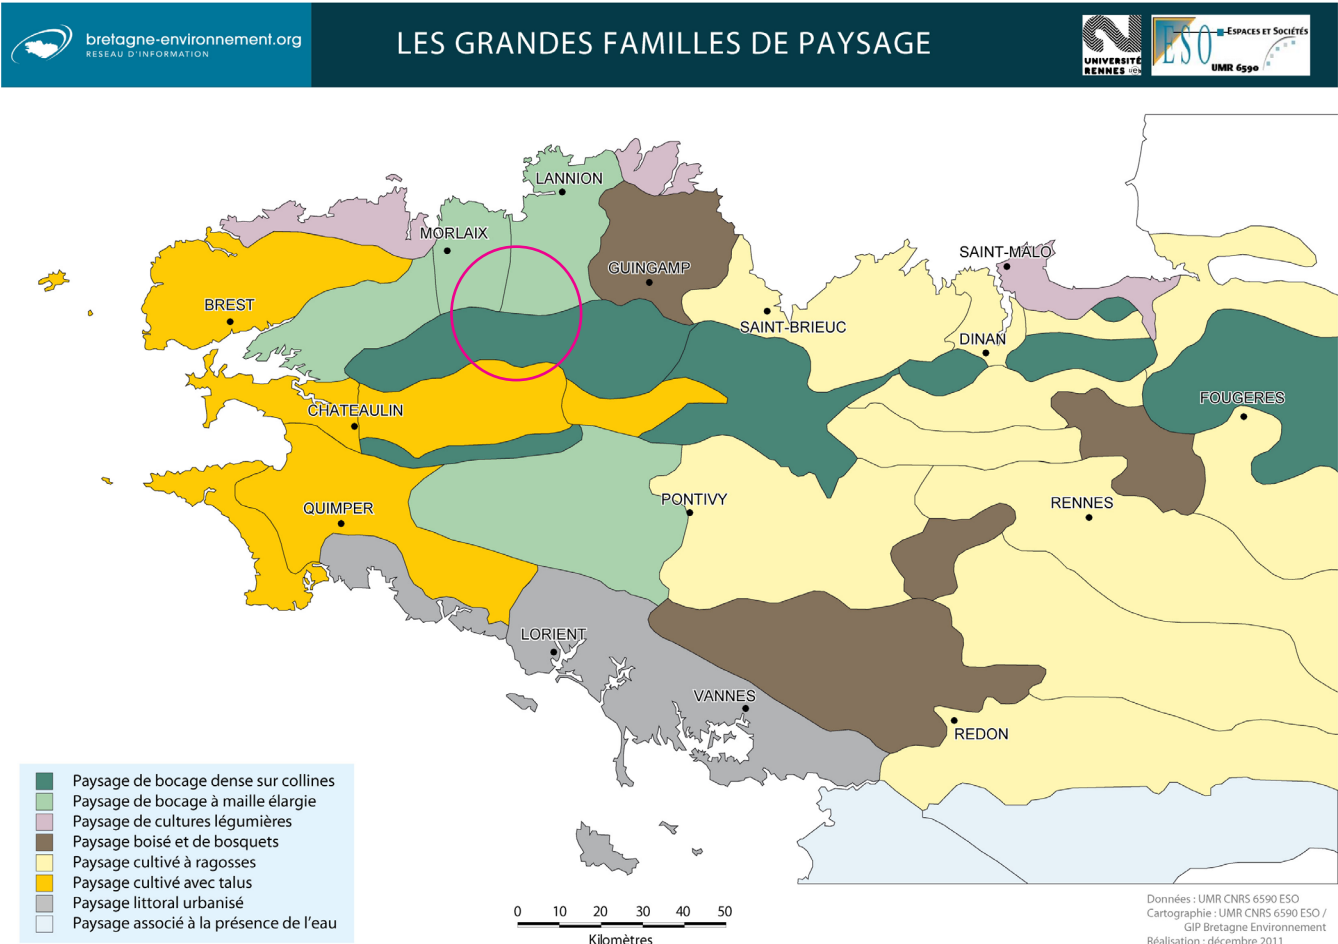 bretagne-environnement.org
RESEAU D'INFORMATION
LES GRANDES FAMILLES DE PAYSAGE
UNIVERSITÉ
RENNES
ueb
ESO
ESPACES ET SOCIÉTÉS
UMR 6590
LANNION
MORLAIX
SAINT-MALO
GUINGAMP
BREST
SAINT-BRIEUC
DINAN
FOUGERES
CHATEAULIN
PONTIVY
RENNES
QUIMPER
LORIENT
VANNES
REDON
Paysage de bocage dense sur collines
Paysage de bocage à maille élargie
Paysage de cultures légumières
Paysage boisé et de bosquets
Paysage cultivé à ragosses
Paysage cultivé avec talus
Paysage littoral urbanisé
Paysage associé à la présence de l'eau
0 10 20 30 40 50
Kilomètres
Données : UMR CNRS 6590 ESO
Cartographie : UMR CNRS 6590 ESO /
GIP Bretagne Environnement
Réalisation : décembre 2011